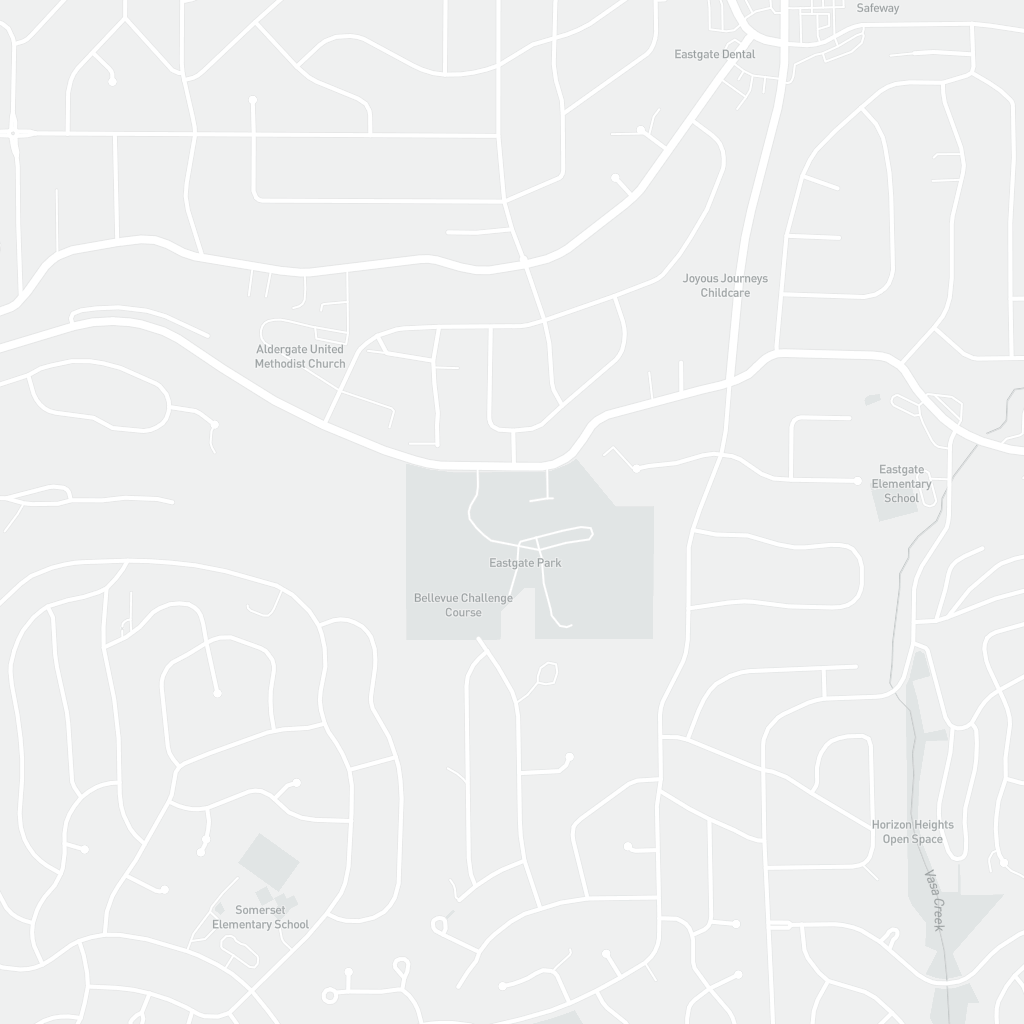 Safeway
Eastgate Dental
Joyous Journeys
Childcare
Aldergate United
Methodist Church
Eastgate
Elementary
School
Eastgate Park
Bellevue Challenge
Course
Horizon Heights
Open Space
Vasa Creek
Somerset
Elementary School